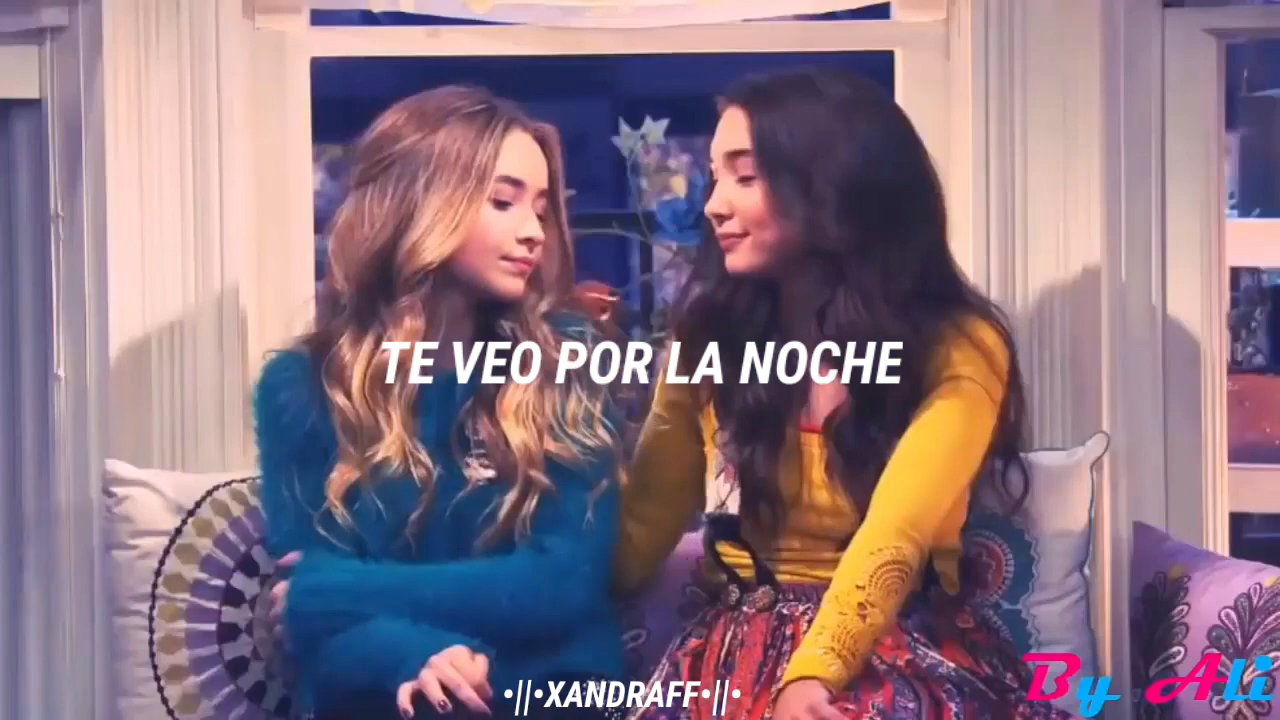 TE VEO POR LA NOCHE
•||•XANDRAFF•||•
By Ali